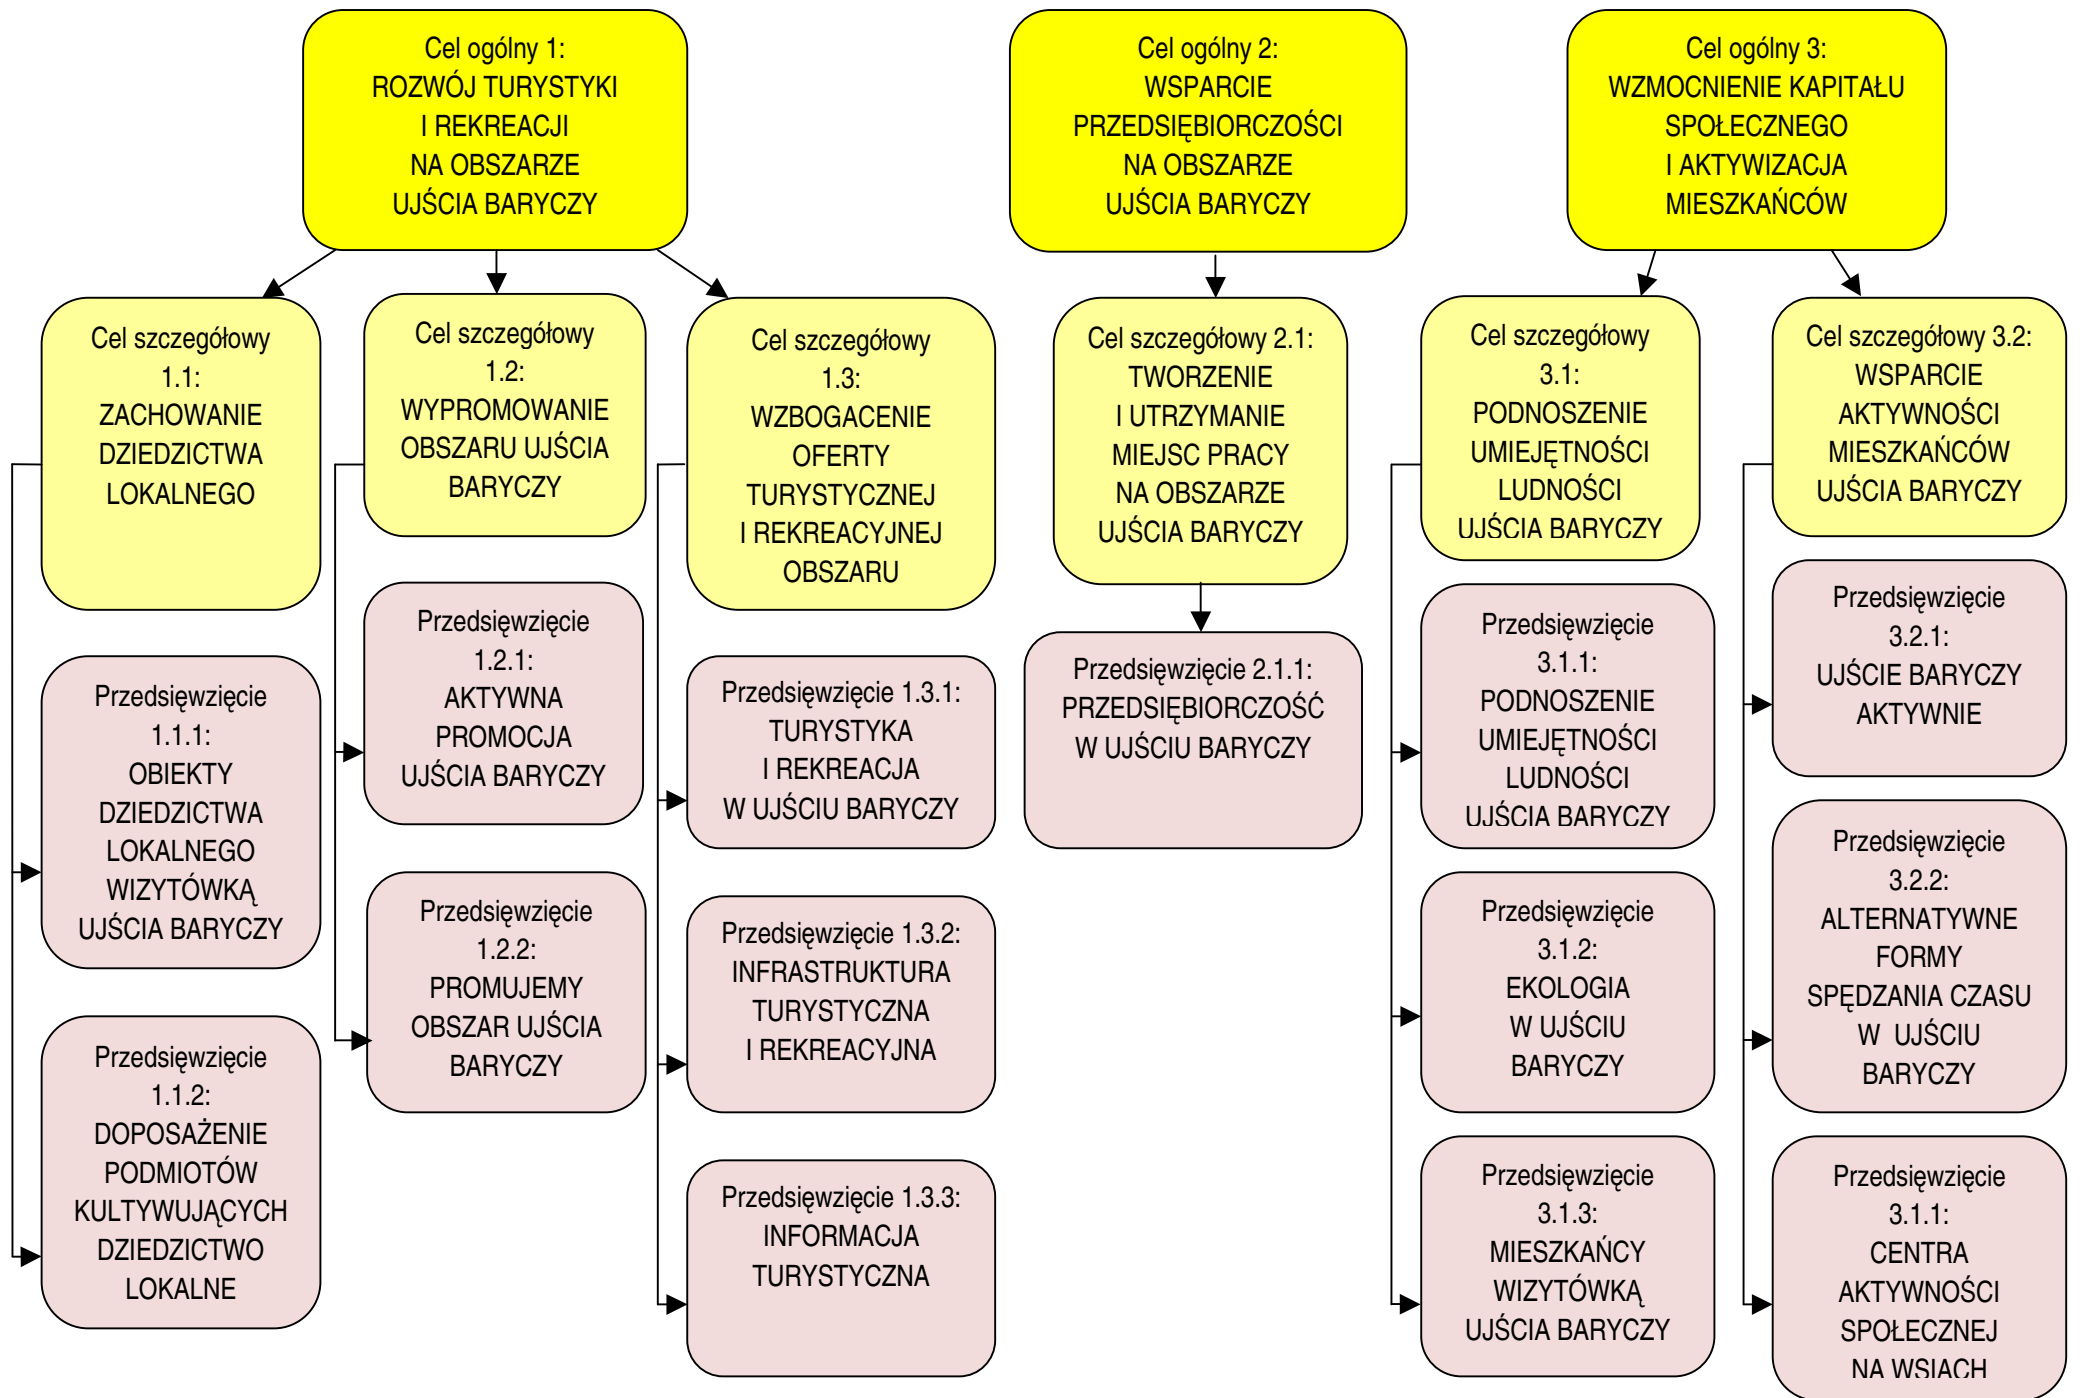 Cel ogólny 1:
ROZWÓJ TURYSTYKI
I REKREACJI
NA OBSZARZE
UJŚCIA BARYCZY
Cel ogólny 2:
WSPARCIE
PRZEDSIĘBIORCZOŚCI
NA OBSZARZE
UJŚCIA BARYCZY
Cel ogólny 3:
WZMOCNIENIE KAPITAŁU
SPOŁECZNEGO
I AKTYWIZACJA
MIESZKAŃCÓW
Cel szczegółowy
1.1:
ZACHOWANIE
DZIEDZICTWA
LOKALNEGO
Cel szczegółowy
1.2:
WYPROMOWANIE
OBSZARU UJŚCIA
BARYCZY
Cel szczegółowy
1.3:
WZBOGACENIE
OFERTY
TURYSTYCZNEJ
I REKREACYJNEJ
OBSZARU
Cel szczegółowy 2.1:
TWORZENIE
I UTRZYMANIE
MIEJSC PRACY
NA OBSZARZE
UJŚCIA BARYCZY
Cel szczegółowy
3.1:
PODNOSZENIE
UMIEJĘTNOŚCI
LUDNOŚCI
UJŚCIA BARYCZY
Cel szczegółowy 3.2:
WSPARCIE
AKTYWNOŚCI
MIESZKAŃCÓW
UJŚCIA BARYCZY
Przedsięwzięcie
1.1.1:
OBIEKTY
DZIEDZICTWA
LOKALNEGO
WIZYTÓWKĄ
UJŚCIA BARYCZY
Przedsięwzięcie
1.1.2:
DOPOSAŻENIE
PODMIOTÓW
KULTYWUJĄCYCH
DZIEDZICTWO
LOKALNE
Przedsięwzięcie
1.2.1:
AKTYWNA
PROMOCJA
UJŚCIA BARYCZY
Przedsięwzięcie
1.2.2:
PROMUJEMY
OBSZAR UJŚCIA
BARYCZY
Przedsięwzięcie 1.3.1:
TURYSTYKA
I REKREACJA
W UJŚCIU BARYCZY
Przedsięwzięcie 1.3.2:
INFRASTRUKTURA
TURYSTYCZNA
I REKREACYJNA
Przedsięwzięcie 1.3.3:
INFORMACJA
TURYSTYCZNA
Przedsięwzięcie 2.1.1:
PRZEDSIĘBIORCZOŚĆ
W UJŚCIU BARYCZY
Przedsięwzięcie
3.1.1:
PODNOSZENIE
UMIEJĘTNOŚCI
LUDNOŚCI
UJŚCIA BARYCZY
Przedsięwzięcie
3.1.2:
EKOLOGIA
W UJŚCIU
BARYCZY
Przedsięwzięcie
3.1.3:
MIESZKAŃCY
WIZYTÓWKĄ
UJŚCIA BARYCZY
Przedsięwzięcie
3.2.1:
UJŚCIE BARYCZY
AKTYWNIE
Przedsięwzięcie
3.2.2:
ALTERNATYWNE
FORMY
SPĘDZANIA CZASU
W UJŚCIU
BARYCZY
Przedsięwzięcie
3.1.1:
CENTRA
AKTYWNOŚCI
SPOŁECZNEJ
NA WSIACH